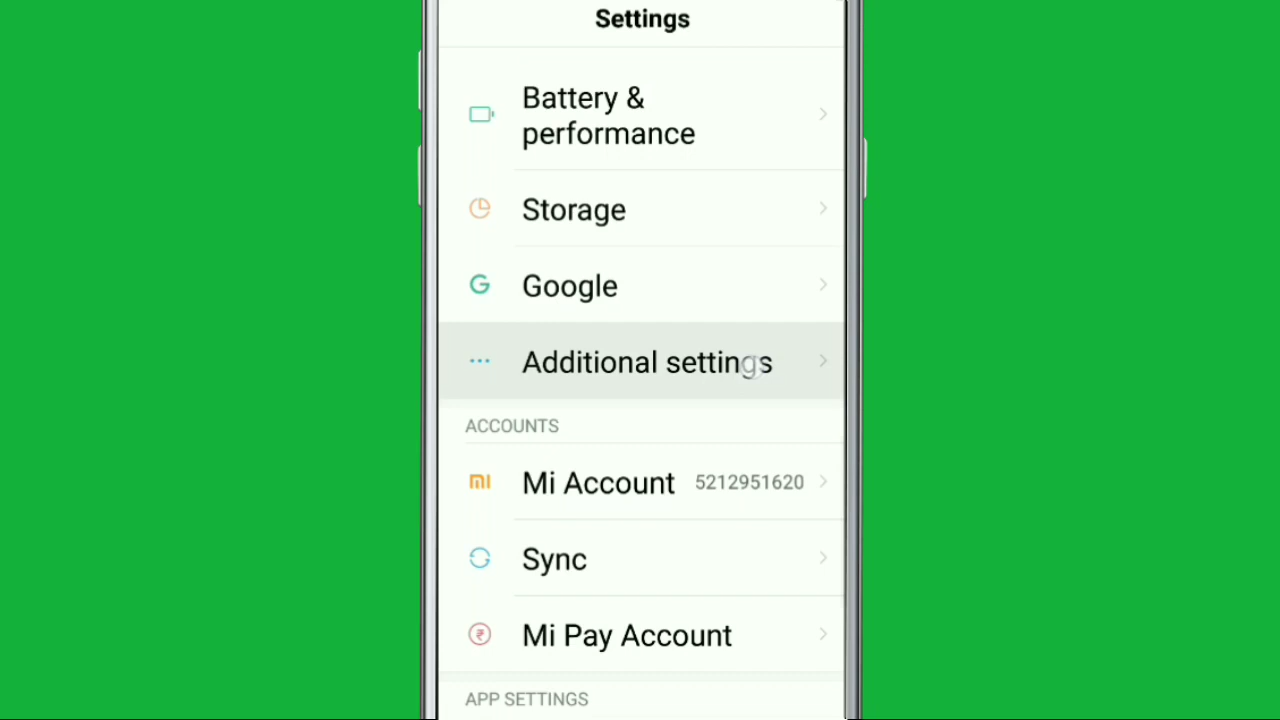 Settings
Battery &
performance
Storage
Google
Additional settings
ACCOUNTS
Mi Account 5212951620
Sync
Mi Pay Account
APP SETTINGS